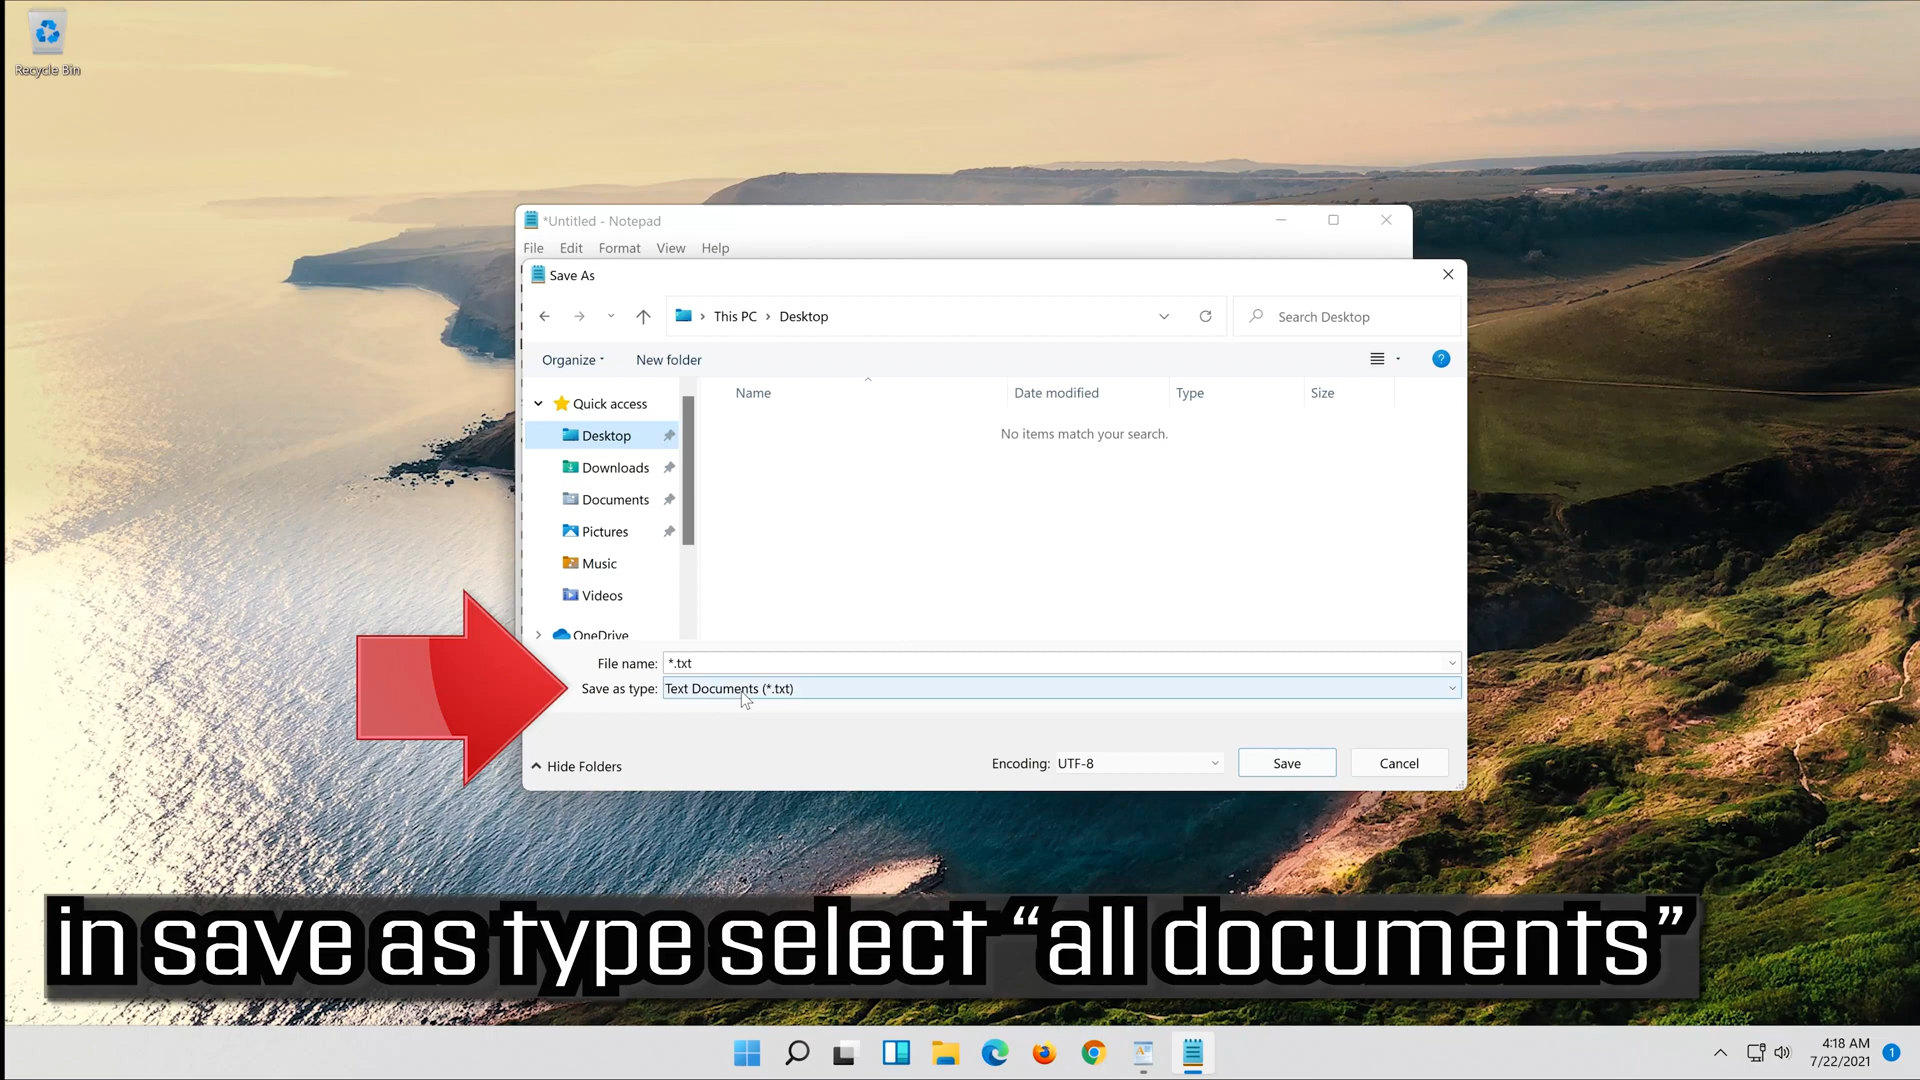 Recycle Bin
*Untitled - Notepad
File Edit Format View Help
Save As
This PC > Desktop
Search Desktop
Organize New folder
?
Name Date modified Type Size
Quick access
No items match your search.
Desktop
Downloads
Documents
Pictures
Music
Videos
OneDrive
File name: *.txt
Save as type: Text Documents (*.txt)
Hide Folders Encoding: UTF-8 Save Cancel
in save as type select “all documents”
4:18 AM
7/22/2021
1